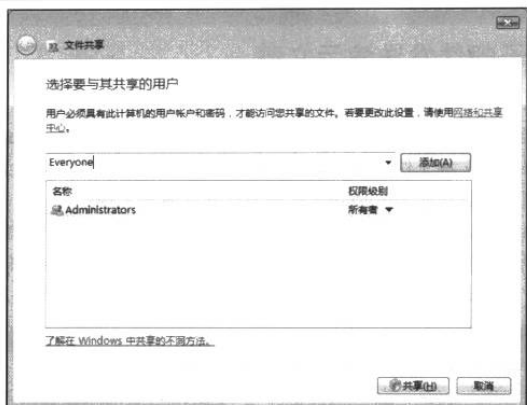 文件共享
选择要与其共享的用户
用户必须具有此计算机的用户帐户和密码，才能访问您共享的文件。若要更改此设置，请使用网络和共享
中心。
Everyone 添加(A)
名称 权限级别
Administrators 所有者
了解在 Windows 中共享的不同方法。
共享(H) 取消